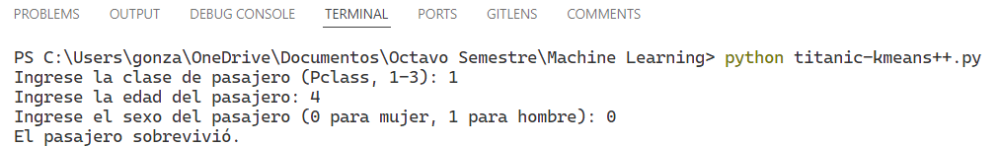 PROBLEMS OUTPUT DEBUG CONSOLE TERMINAL PORTS GITLENS COMMENTS
PS C:\Users\gonza\OneDrive\Documentos\Octavo Semestre\Machine Learning> python titanic-kmeans++.py
Ingrese la clase de pasajero (Pclass, 1-3): 1
Ingrese la edad del pasajero: 4
Ingrese el sexo del pasajero (0 para mujer, 1 para hombre): 0
El pasajero sobrevivió.